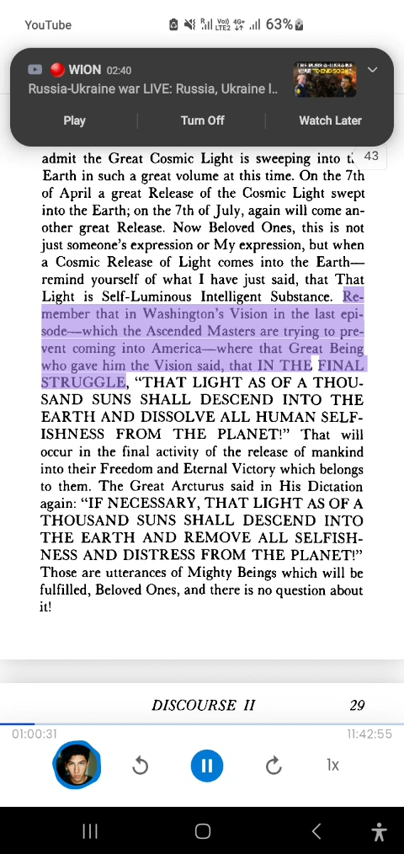 YouTube
63%
WION 02:40
Russia-Ukraine war LIVE: Russia, Ukraine l..
Play
Turn Off
Watch Later
43
admit the Great Cosmic Light is sweeping into t
Earth in such a great volume at this time. On the 7th
of April a great Release of the Cosmic Light swept
into the Earth; on the 7th of July, again will come an-
other great Release. Now Beloved Ones, this is not
just someone's expression or My expression, but when
a Cosmic Release of Light comes into the Earth—
remind yourself of what I have just said, that That
Light is Self-Luminous Intelligent Substance. Re-
member that in Washington's Vision in the last epi-
sode—which the Ascended Masters are trying to pre-
vent coming into America—where that Great Being
who gave him the Vision said, that IN THE FINAL
STRUGGLE, “THAT LIGHT AS OF A THOU-
SAND SUNS SHALL DESCEND INTO THE
EARTH AND DISSOLVE ALL HUMAN SELF-
ISHNESS FROM THE PLANET!” That will
occur in the final activity of the release of mankind
into their Freedom and Eternal Victory which belongs
to them. The Great Arcturus said in His Dictation
again: “IF NECESSARY, THAT LIGHT AS OF A
THOUSAND SUNS SHALL DESCEND INTO
THE EARTH AND REMOVE ALL SELFISH-
NESS AND DISTRESS FROM THE PLANET!”
Those are utterances of Mighty Beings which will be
fulfilled, Beloved Ones, and there is no question about
it!
DISCOURSE II 29
01:00:31 11:42:55
1x